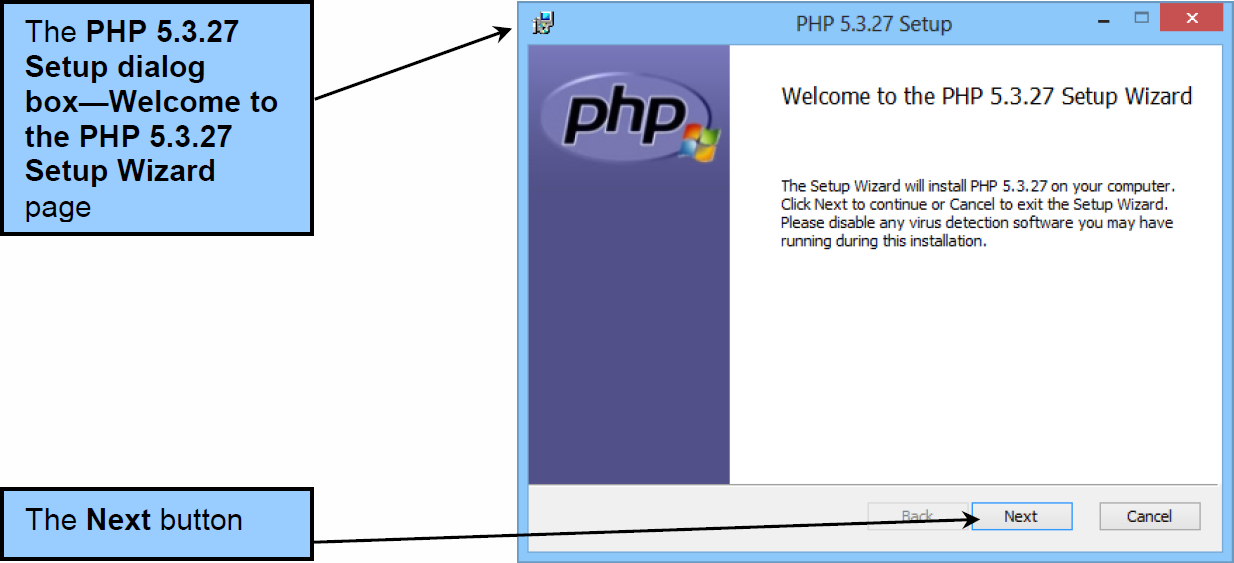 The PHP 5.3.27
Setup dialog
box—Welcome to
the PHP 5.3.27
Setup Wizard
page
PHP 5.3.27 Setup
php
Welcome to the PHP 5.3.27 Setup Wizard
The Setup Wizard will install PHP 5.3.27 on your computer.
Click Next to continue or Cancel to exit the Setup Wizard.
Please disable any virus detection software you may have
running during this installation.
The Next button
Back
Next
Cancel